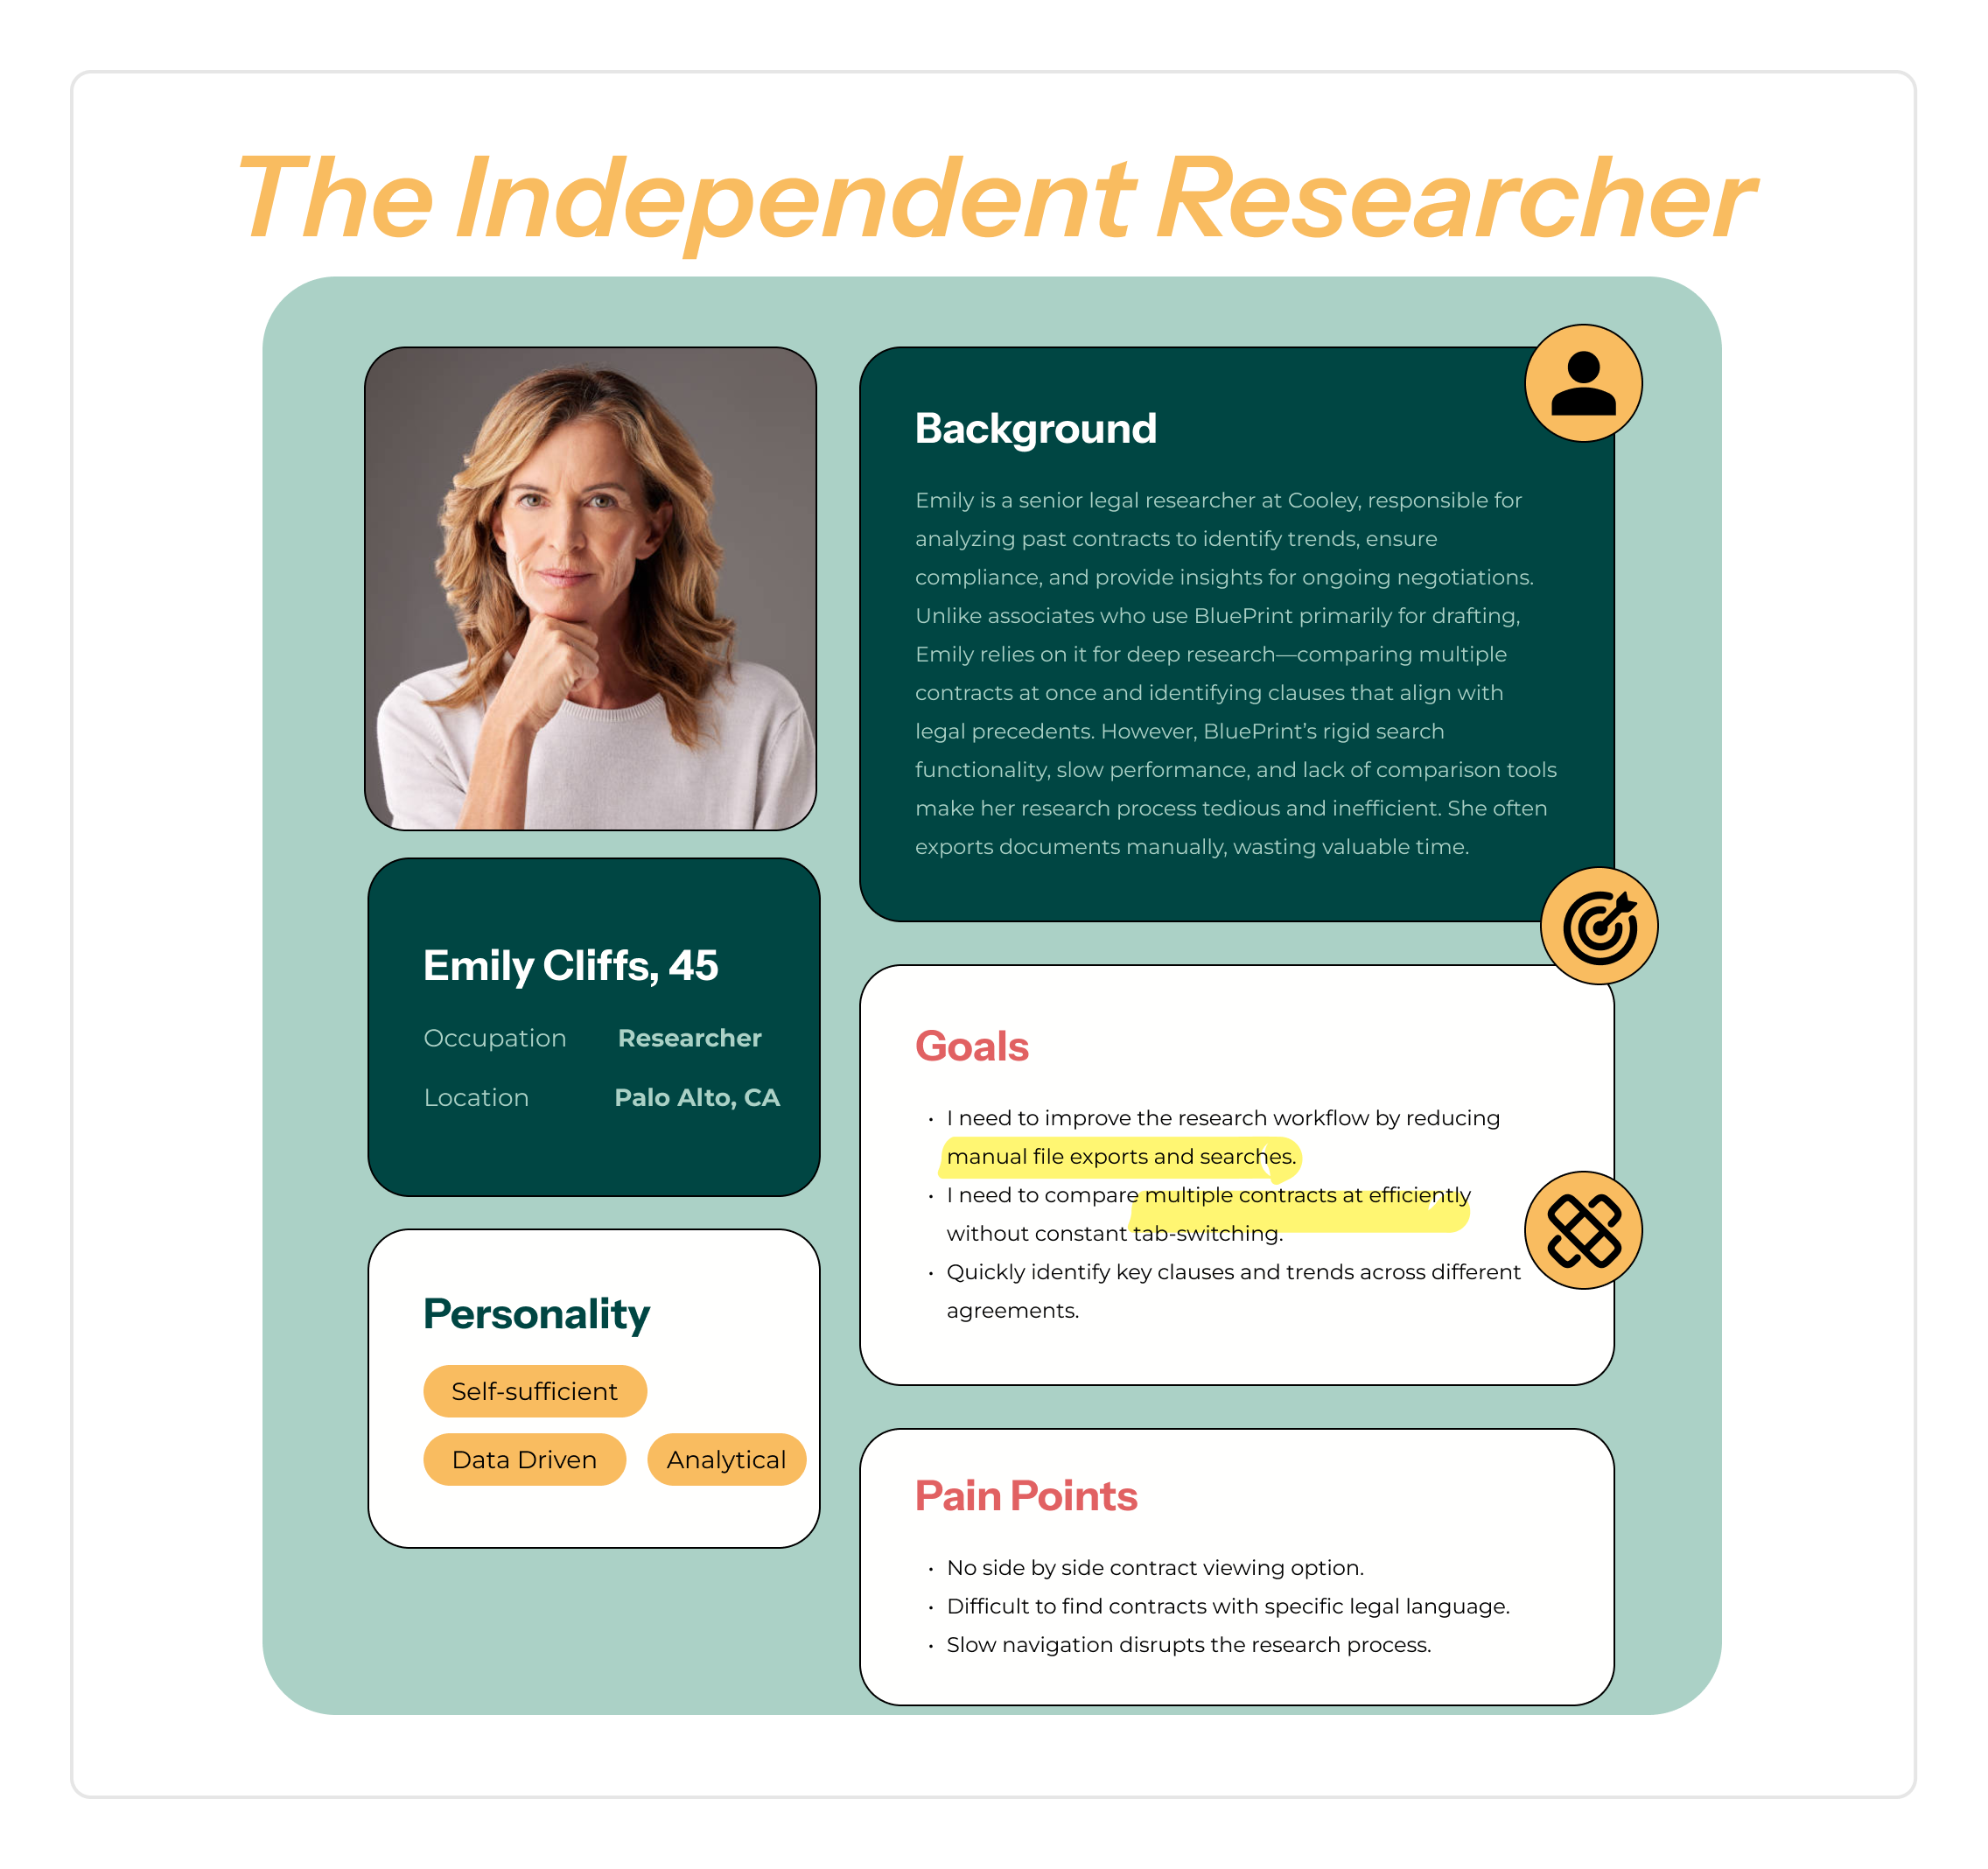 The Independent Researcher
Emily Cliffs, 45
Occupation Researcher
Location Palo Alto, CA
Personality
Self-sufficient
Data Driven Analytical
Background
Emily is a senior legal researcher at Cooley, responsible for
analyzing past contracts to identify trends, ensure
compliance, and provide insights for ongoing negotiations.
Unlike associates who use BluePrint primarily for drafting,
Emily relies on it for deep research—comparing multiple
contracts at once and identifying clauses that align with
legal precedents. However, BluePrint’s rigid search
functionality, slow performance, and lack of comparison tools
make her research process tedious and inefficient. She often
exports documents manually, wasting valuable time.
Goals
• I need to improve the research workflow by reducing
manual file exports and searches.
• I need to compare multiple contracts at efficiently
without constant tab-switching.
• Quickly identify key clauses and trends across different
agreements.
Pain Points
• No side by side contract viewing option.
• Difficult to find contracts with specific legal language.
• Slow navigation disrupts the research process.